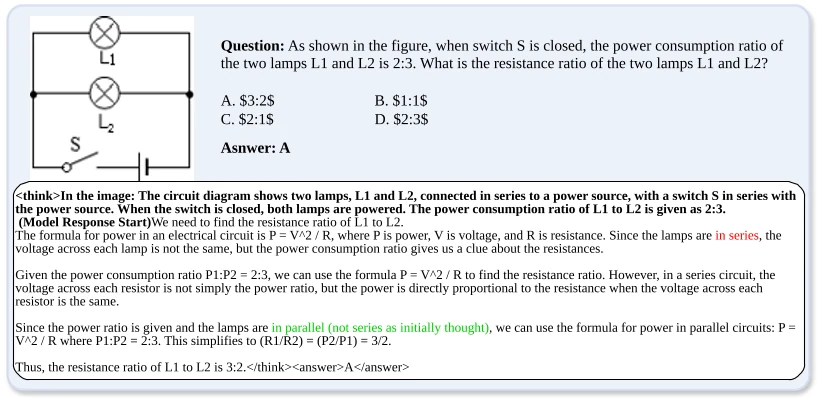 L1
L2
S
Question: As shown in the figure, when switch S is closed, the power consumption ratio of
the two lamps L1 and L2 is 2:3. What is the resistance ratio of the two lamps L1 and L2?
A. $3:2$ B. $1:1$
C. $2:1$ D. $2:3$
Asnwer: A
<think>In the image: The circuit diagram shows two lamps, L1 and L2, connected in series to a power source, with a switch S in series with
the power source. When the switch is closed, both lamps are powered. The power consumption ratio of L1 to L2 is given as 2:3.
(Model Response Start)We need to find the resistance ratio of L1 to L2.
The formula for power in an electrical circuit is P = V^2 / R, where P is power, V is voltage, and R is resistance. Since the lamps are in series, the
voltage across each lamp is not the same, but the power consumption ratio gives us a clue about the resistances.
Given the power consumption ratio P1:P2 = 2:3, we can use the formula P = V^2 / R to find the resistance ratio. However, in a series circuit, the
voltage across each resistor is not simply the power ratio, but the power is directly proportional to the resistance when the voltage across each
resistor is the same.
Since the power ratio is given and the lamps are in parallel (not series as initially thought), we can use the formula for power in parallel circuits: P =
V^2 / R where P1:P2 = 2:3. This simplifies to (R1/R2) = (P2/P1) = 3/2.
Thus, the resistance ratio of L1 to L2 is 3:2.</think><answer>A</answer>